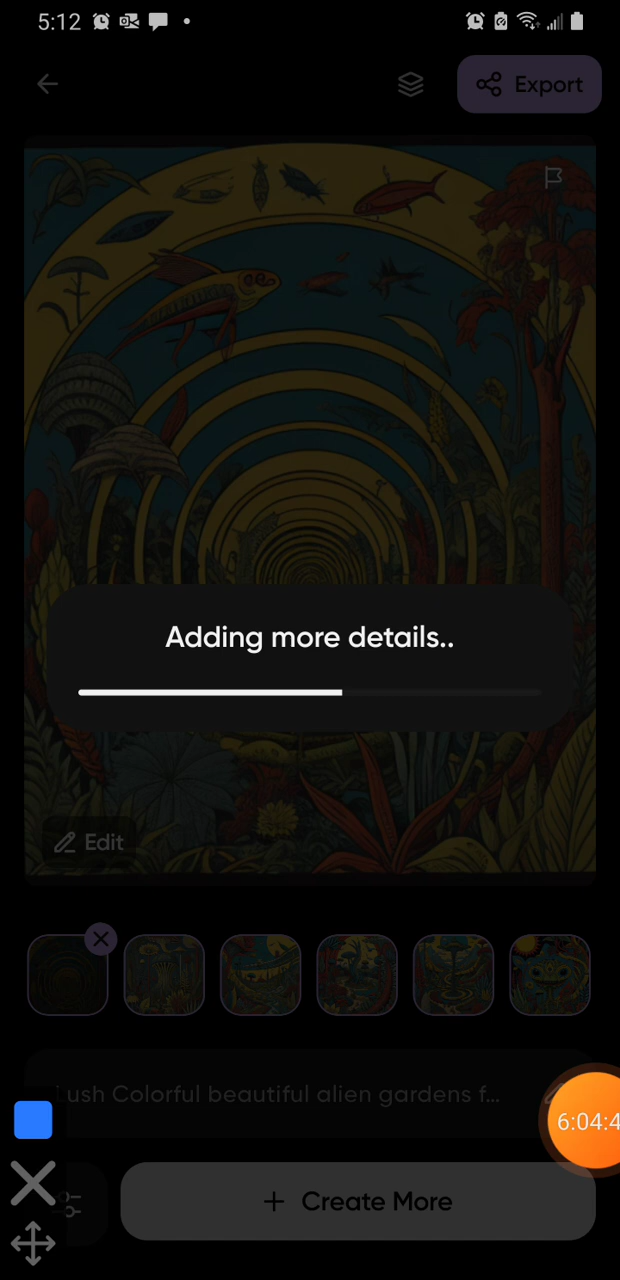 5:12
Export
Adding more details..
Edit
Lush Colorful beautiful alien gardens f...
6:04:4
+ Create More